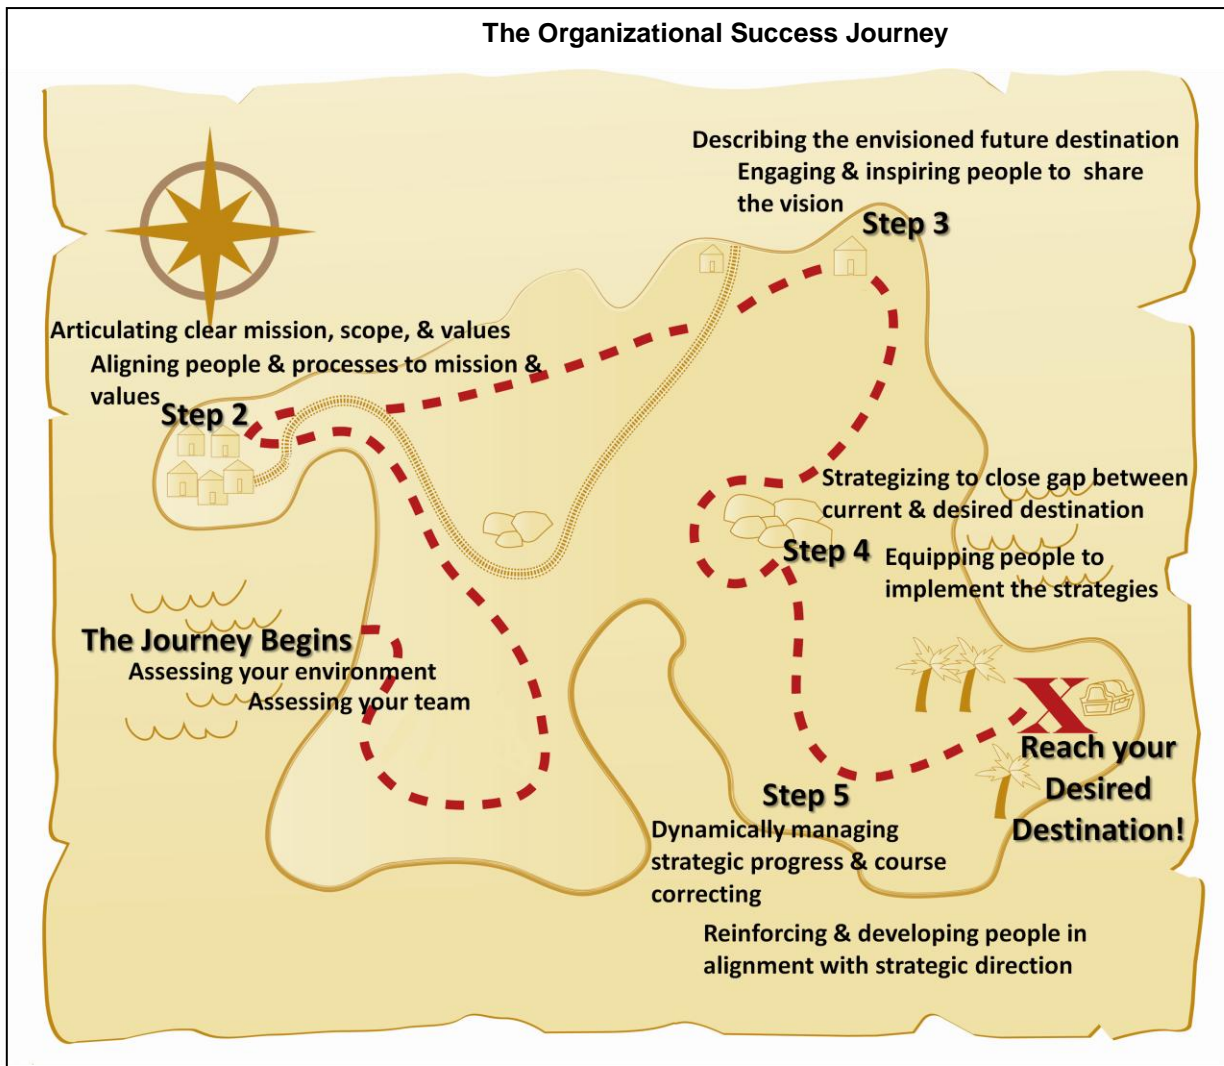 The Organizational Success Journey
Describing the envisioned future destination
Engaging & inspiring people to share
the vision
Step 3
Articulating clear mission, scope, & values
Aligning people & processes to mission &
values
Step 2
Strategizing to close gap between
current & desired destination
Step 4
Equipping people to
implement the strategies
The Journey Begins
Assessing your environment
Assessing your team
Reach your
Desired
Destination!
Step 5
Dynamically managing
strategic progress & course
correcting
Reinforcing & developing people in
alignment with strategic direction